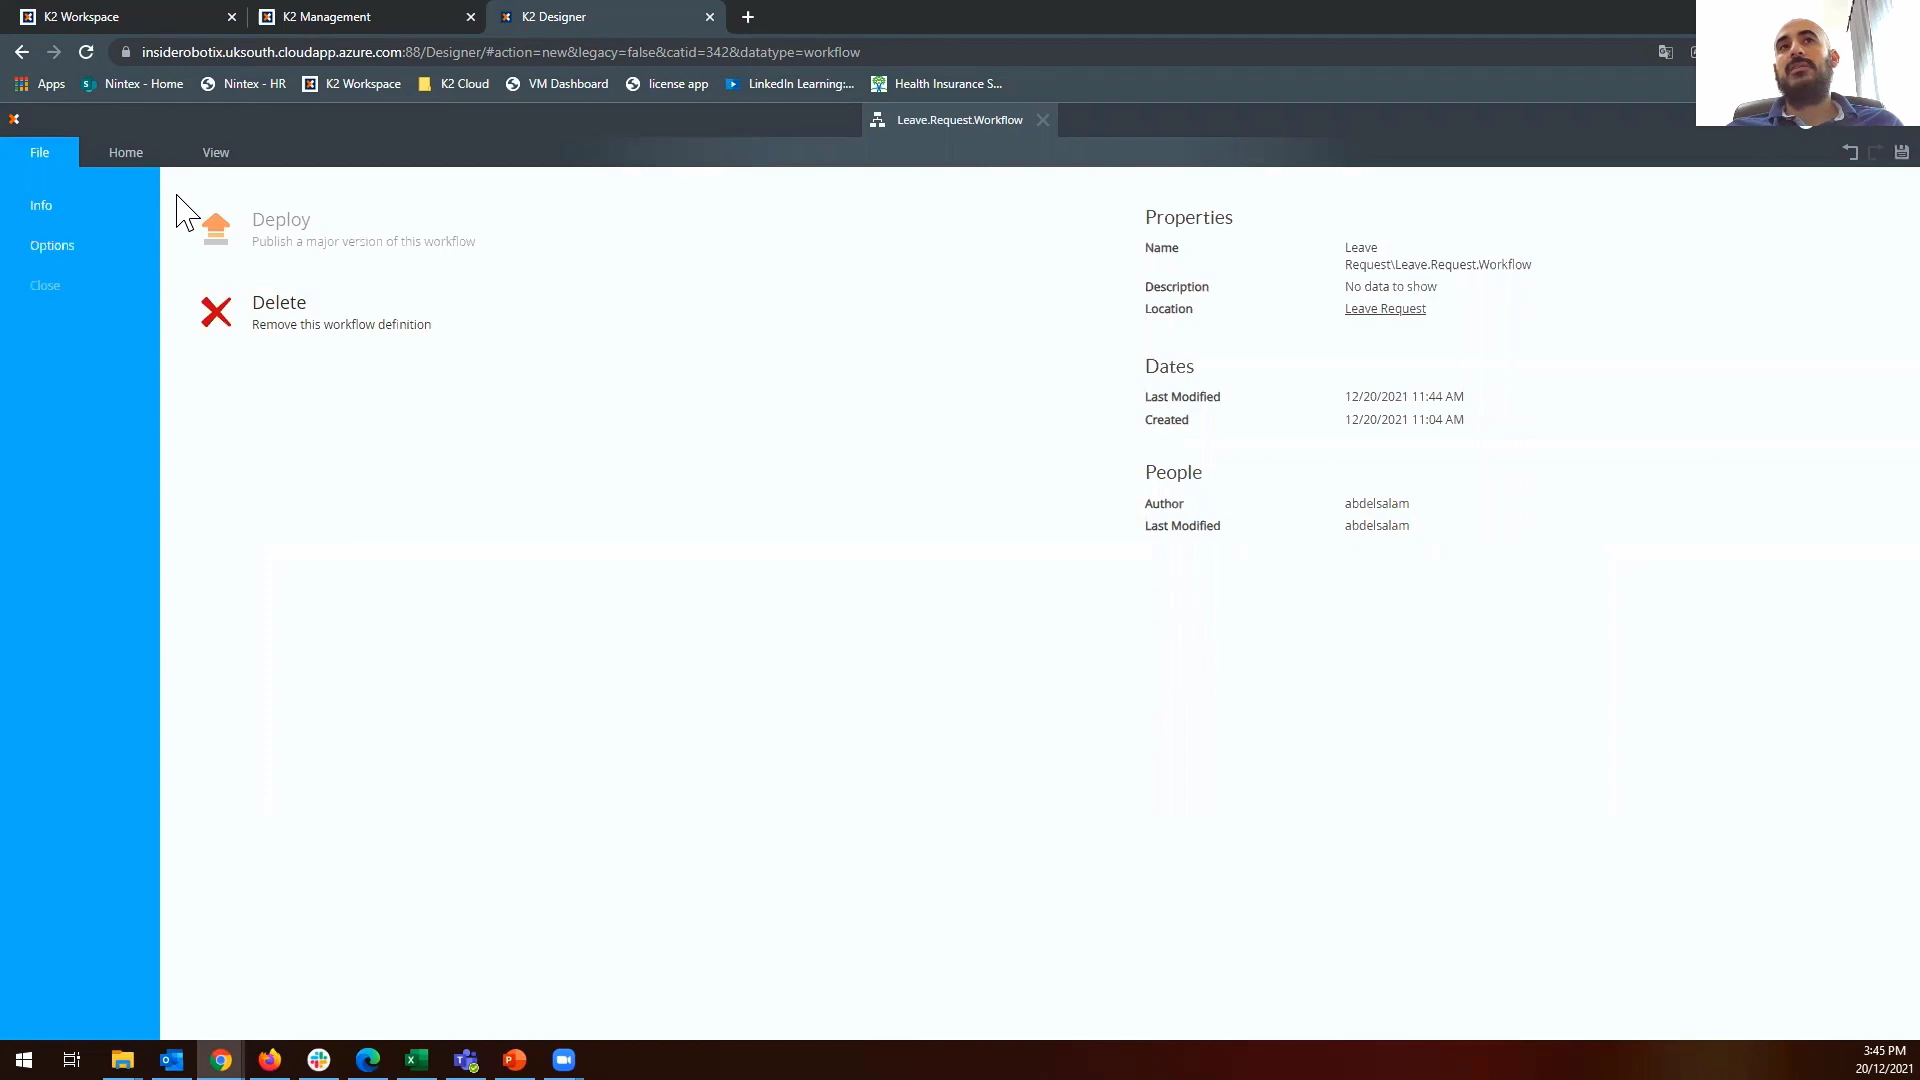 K2 Workspace
K2 Management
K2 Designer
insiderobotix.uksouth.cloudapp.azure.com:88/Designer/#action=new&legacy=false&catid=342&datatype=workflow
Apps
Nintex - Home
Nintex - HR
K2 Workspace
K2 Cloud
VM Dashboard
license app
LinkedIn Learning:...
Health Insurance S...
Leave.Request.Workflow
File
Home
View
Info
Options
Close
Deploy
Publish a major version of this workflow
Delete
Remove this workflow definition
Properties
Name
Leave
Request\Leave.Request.Workflow
Description
No data to show
Location
Leave Request
Dates
Last Modified
12/20/2021 11:44 AM
Created
12/20/2021 11:04 AM
People
Author
abdelsalam
Last Modified
abdelsalam
3:45 PM
20/12/2021